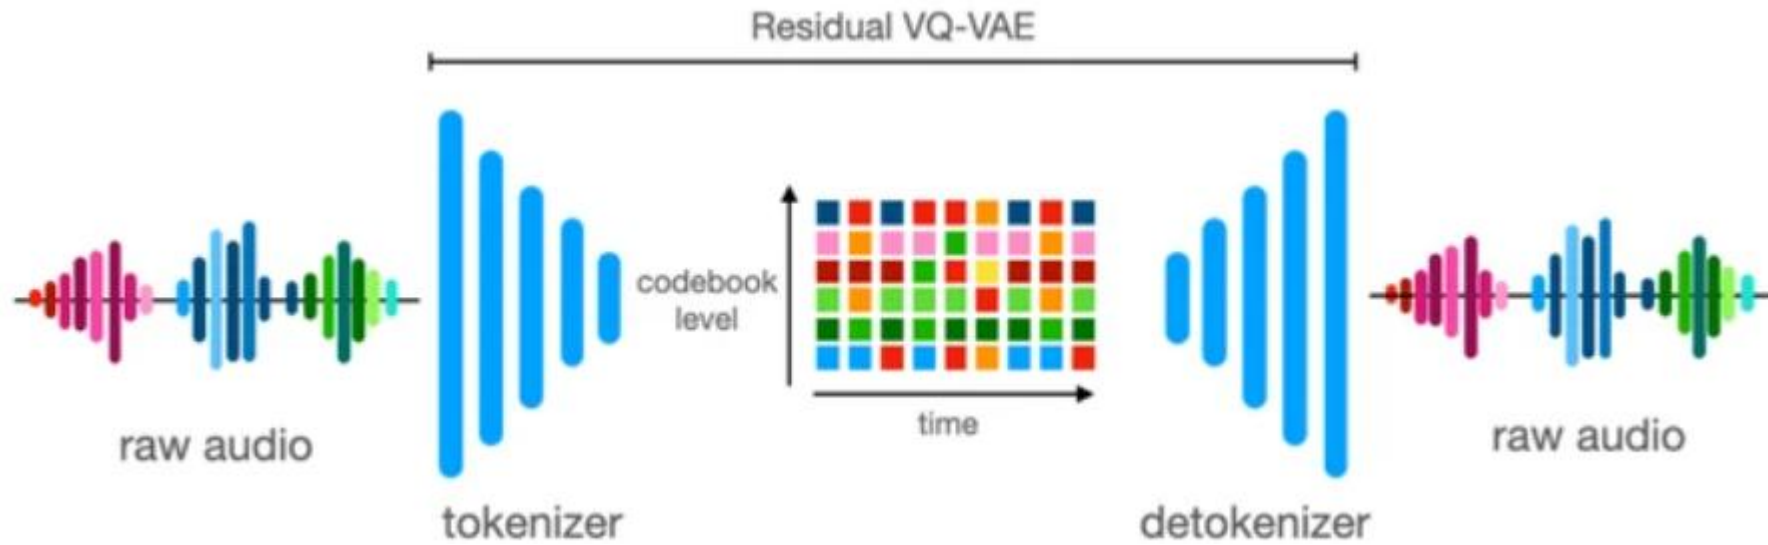 Residual VQ-VAE
codebook
level
time
raw audio
raw audio
tokenizer
detokenizer